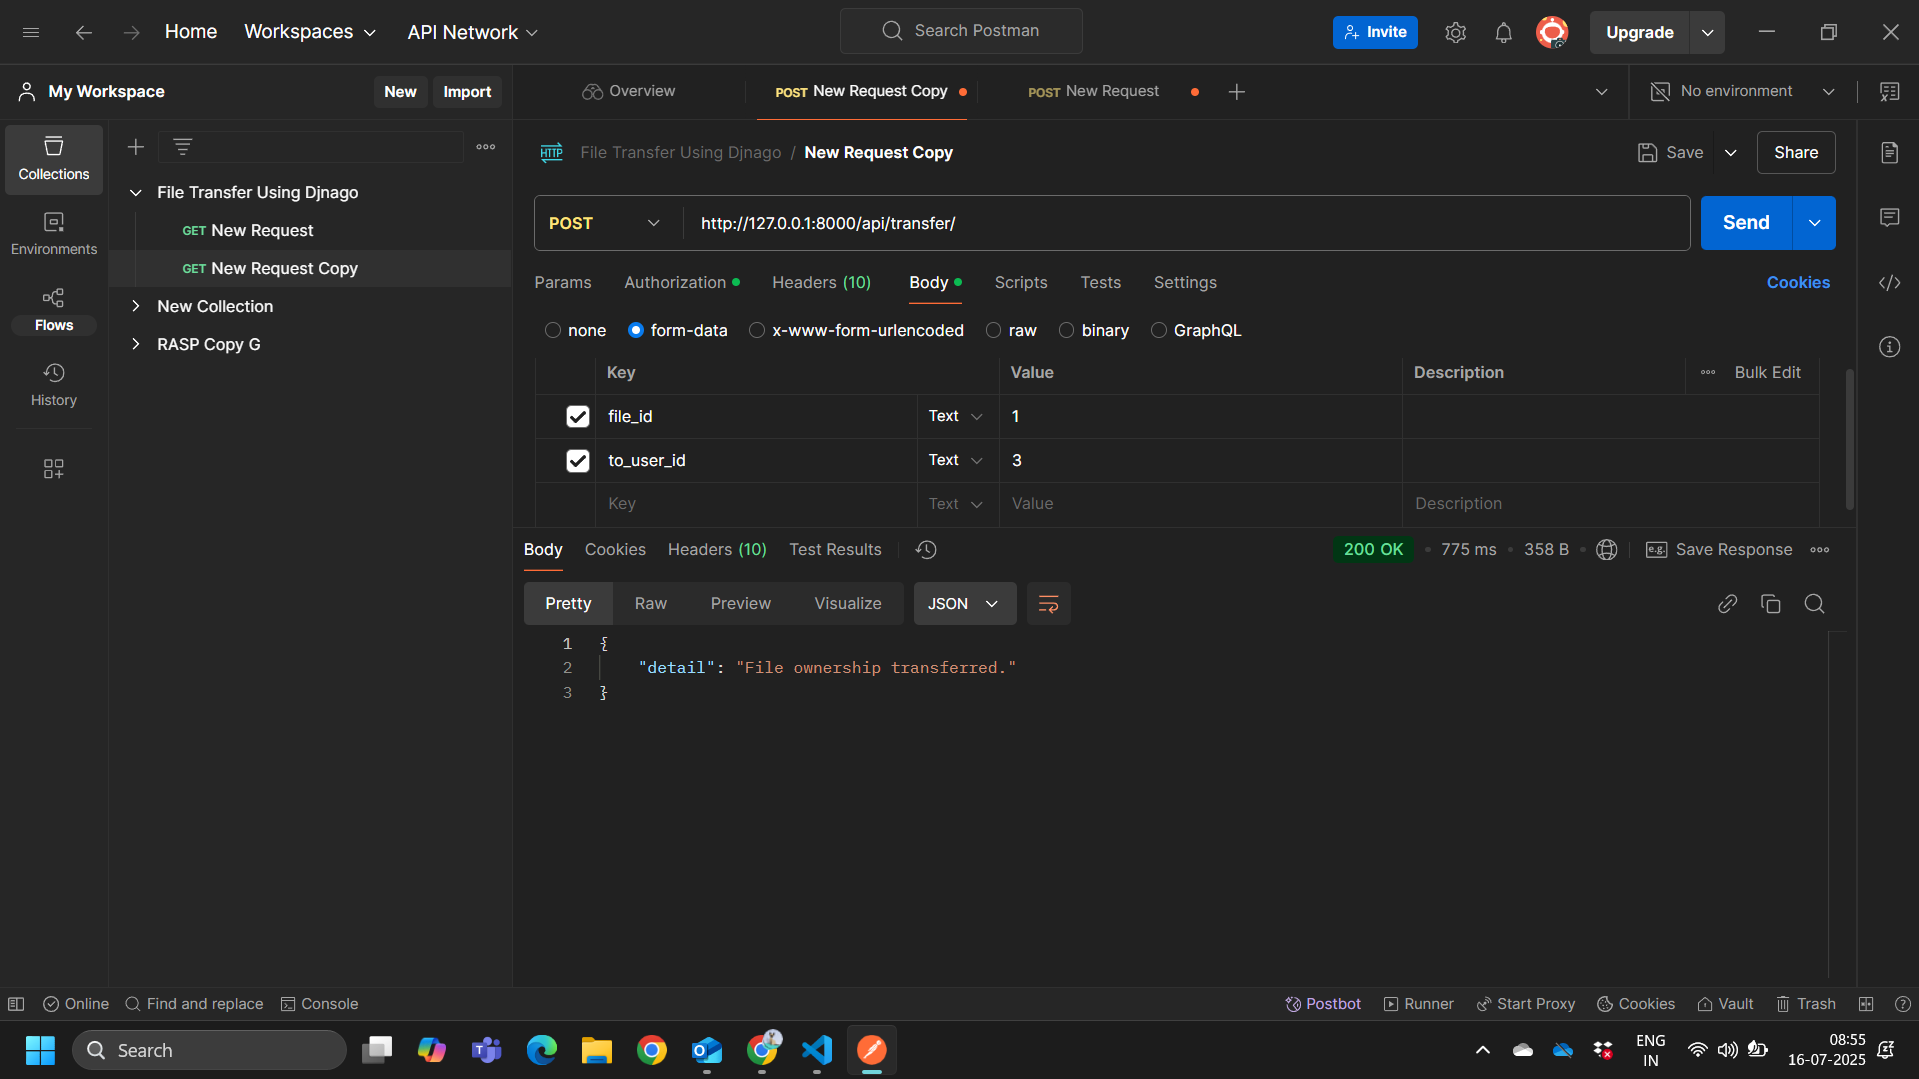 Home
Workspaces
API Network
Search Postman
Invite
Upgrade
My Workspace
New
Import
Overview
POST New Request Copy
POST New Request
No environment
Collections
Environments
Flows
History
File Transfer Using Djnago
GET New Request
GET New Request Copy
New Collection
RASP Copy G
HTTP
File Transfer Using Djnago / New Request Copy
Save
Share
POST
http://127.0.0.1:8000/api/transfer/
Send
Params
Authorization
Headers (10)
Body
Scripts
Tests
Settings
Cookies
none
form-data
x-www-form-urlencoded
raw
binary
GraphQL
Key
Value
Description
Bulk Edit
file_id
Text
1
to_user_id
Text
3
Key
Text
Value
Description
Body
Cookies
Headers (10)
Test Results
200 OK
775 ms
358 B
e.g.
Save Response
Pretty
Raw
Preview
Visualize
JSON
1 {
2 "detail": "File ownership transferred."
3 }
Online
Find and replace
Console
Postbot
Runner
Start Proxy
Cookies
Vault
Trash
Search
ENG
IN
08:55
16-07-2025